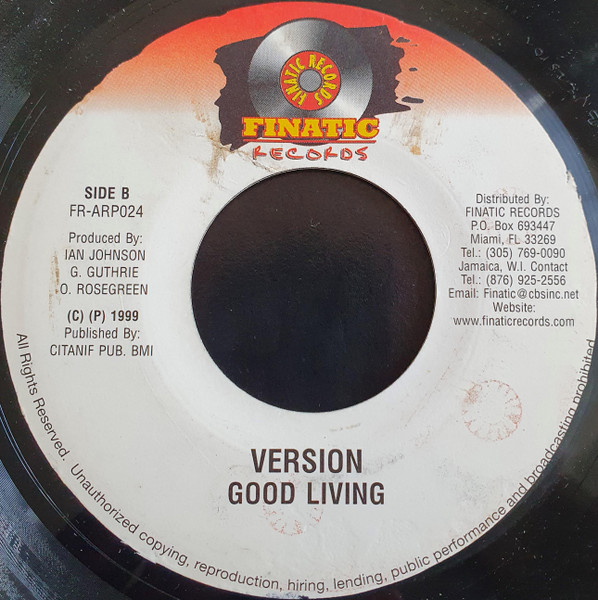 FINATIC RECORDS
FINATIC
RECORDS
SIDE B
FR-ARP024
Produced By:
IAN JOHNSON
G. GUTHRIE
O. ROSEGREEN
(C) (P) 1999
Published By:
CITANIF PUB. BMI
Distributed By:
FINATIC RECORDS
P.O. Box 693447
Miami, FL 33269
Tel.: (305) 769-0090
Jamaica, W.I. Contact
Tel.: (876) 925-2556
Email: Finatic@cbsinc.net
Website:
www.finaticrecords.com
VERSION
GOOD LIVING
All Rights Reserved. Unauthorized copying, reproduction, hiring, lending, public performance and broadcasting prohibited